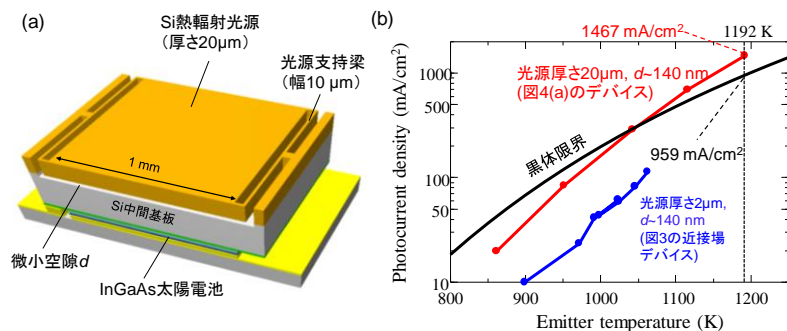 (a)
Si熱輻射光源
(厚さ20μm)
光源支持梁
(幅10 μm)
1 mm
Si中間基板
微小空隙d
InGaAs太陽電池
(b)
1467 mA/cm²
1192 K
Photocurrent density (mA/cm²)
1000
500
100
50
10
光源厚さ20μm, d~140 nm
(図4(a)のデバイス)
黒体限界
959 mA/cm²
光源厚さ2μm,
d~140 nm
(図3の近接場
デバイス)
800
900
1000
1100
1200
Emitter temperature (K)